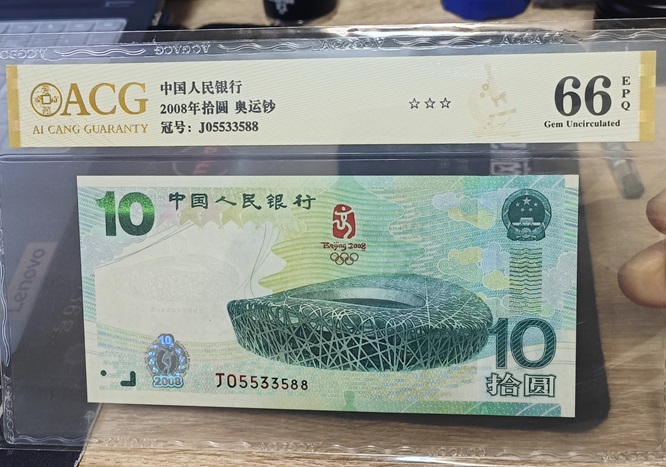 ACG
AI CANG GUARANTY
中国人民银行
2008年拾圆 奥运钞
冠号: J05533588
☆☆☆
66
EPQ
Gem Uncirculated
10
中国人民银行
Beijing 2008
10
2008
J05533588
10
拾圆
Lenovo